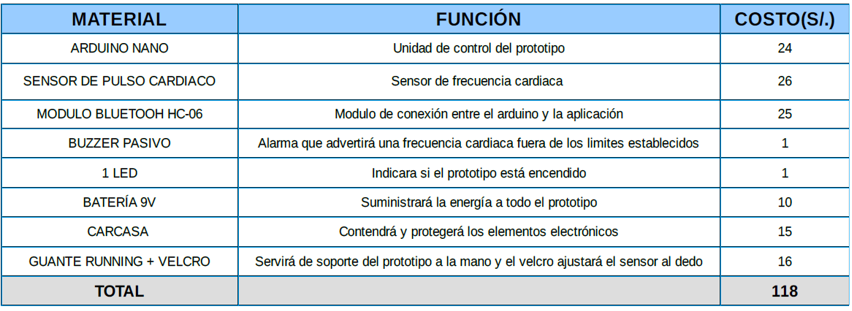 MATERIAL FUNCIÓN COSTO(S/.)
ARDUINO NANO Unidad de control del prototipo 24
SENSOR DE PULSO CARDIACO Sensor de frecuencia cardiaca 26
MODULO BLUETOOH HC-06 Modulo de conexión entre el arduino y la aplicación 25
BUZZER PASIVO Alarma que advertirá una frecuencia cardiaca fuera de los limites establecidos 1
1 LED Indicara si el prototipo está encendido 1
BATERÍA 9V Suministrará la energía a todo el prototipo 10
CARCASA Contendrá y protegerá los elementos electrónicos 15
GUANTE RUNNING + VELCRO Servirá de soporte del prototipo a la mano y el velcro ajustará el sensor al dedo 16
TOTAL 118